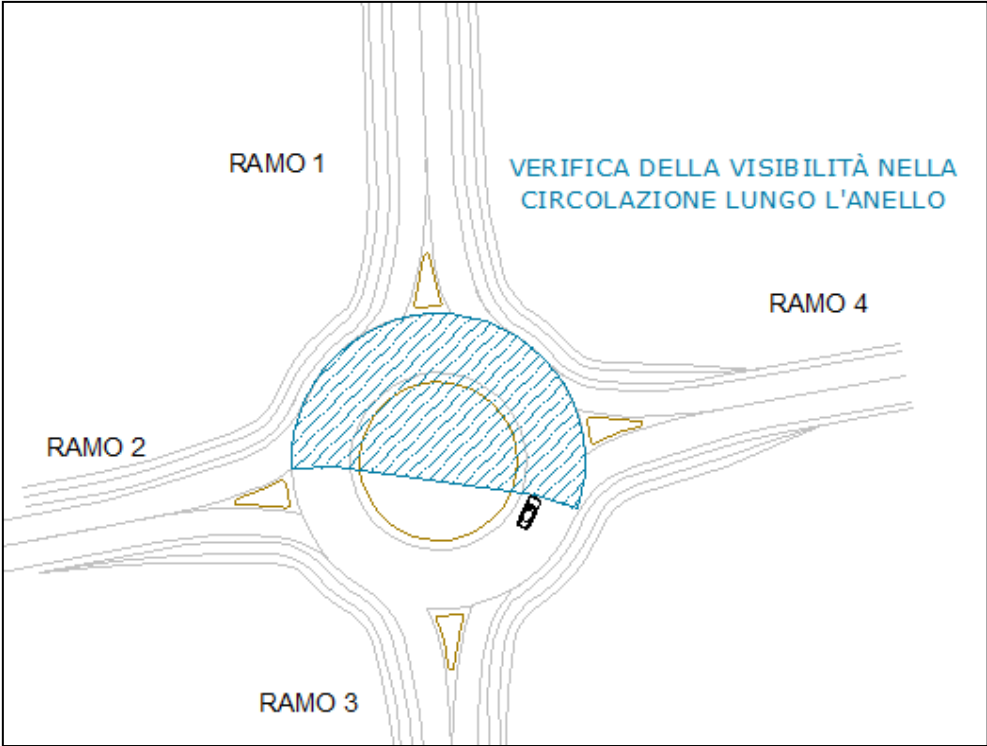 RAMO 1
VERIFICA DELLA VISIBILITÀ NELLA
CIRCOLAZIONE LUNGO L'ANELLO
RAMO 4
RAMO 2
RAMO 3